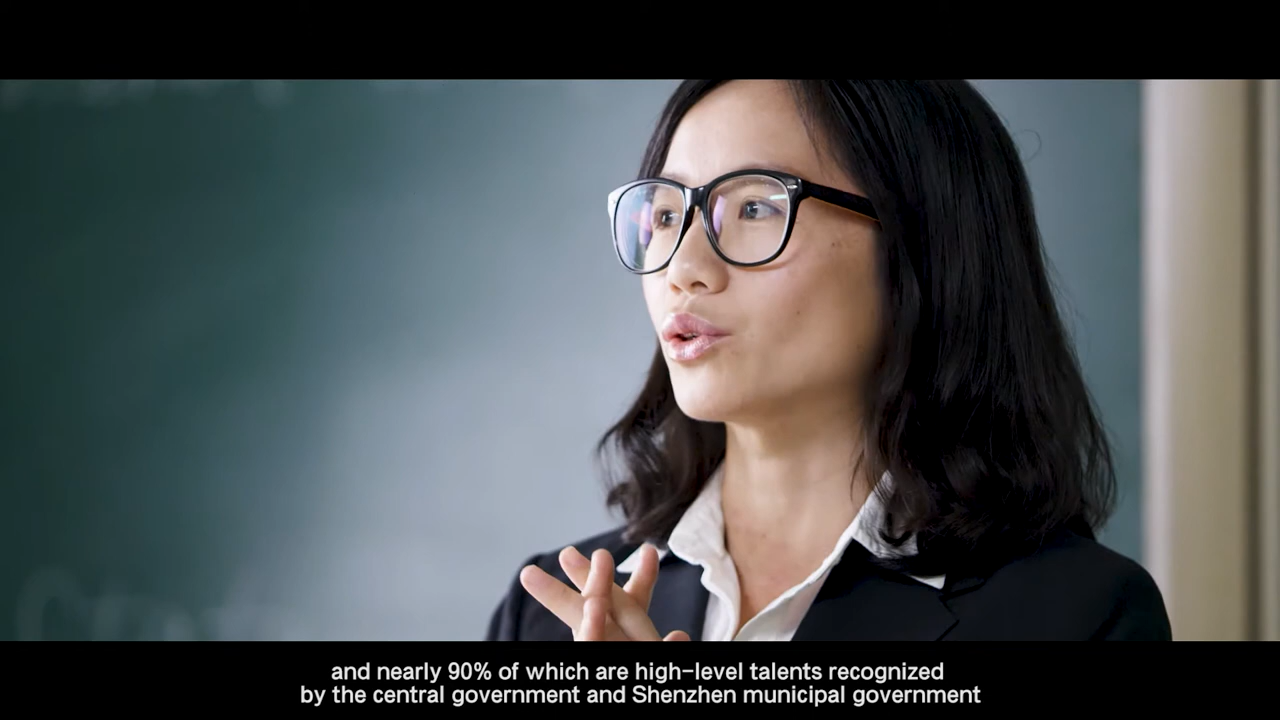 and nearly 90% of which are high-level talents recognized
by the central government and Shenzhen municipal government